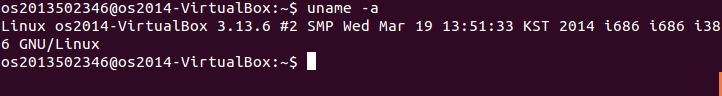 os2013502346@os2014-VirtualBox:~$ uname -a
Linux os2014-VirtualBox 3.13.6 #2 SMP Wed Mar 19 13:51:33 KST 2014 i686 i686 i38
6 GNU/Linux
os2013502346@os2014-VirtualBox:~$